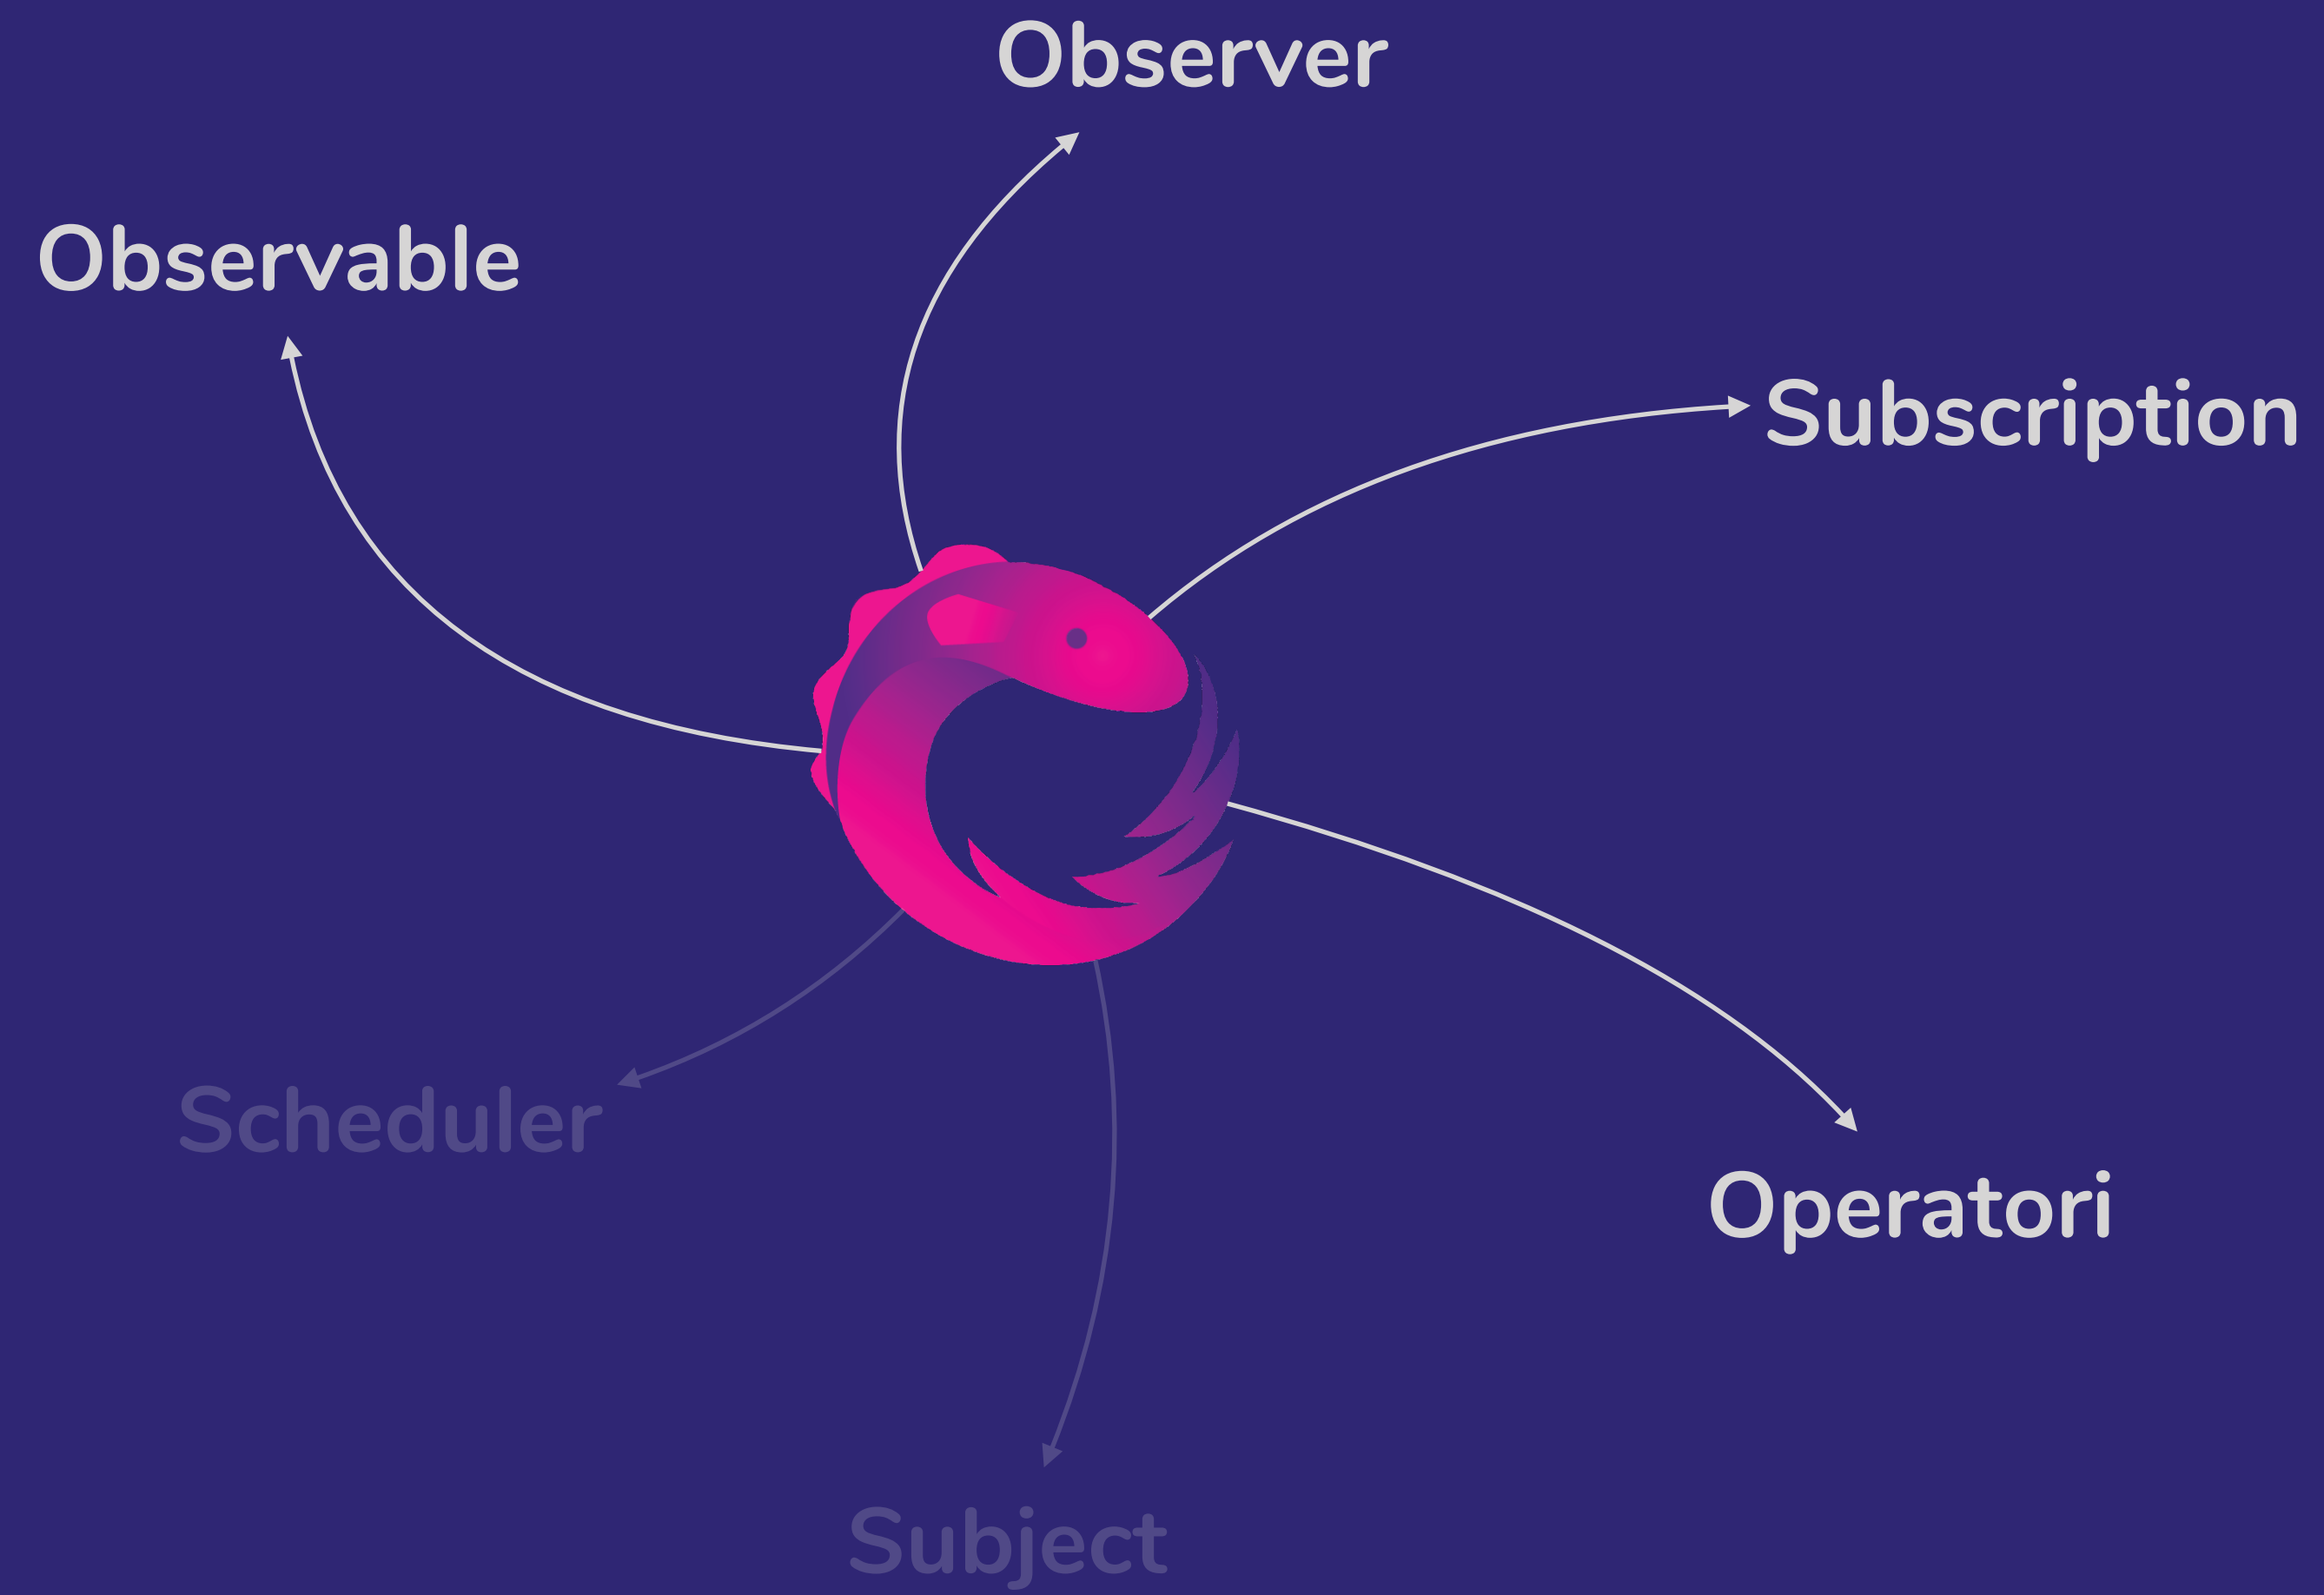 Observer
Observable
Subscription
Scheduler
Operatori
Subject